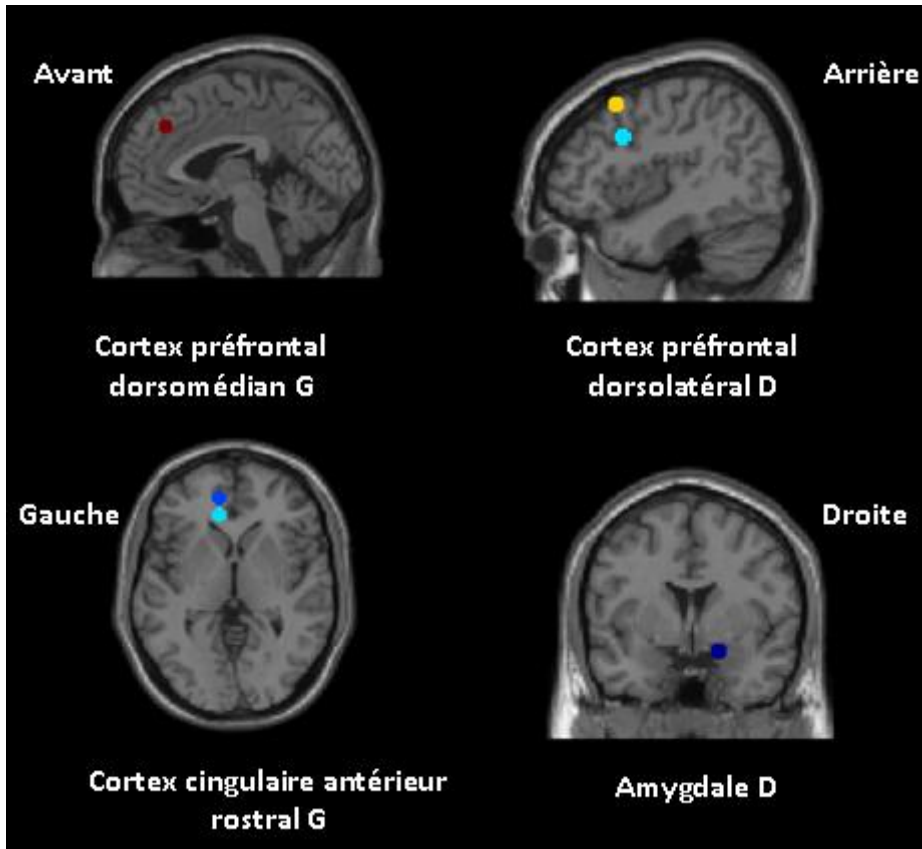 Avant
Arrière
Cortex préfrontal
dorsomédian G
Cortex préfrontal
dorsolatéral D
Gauche
Droite
Cortex cingulaire antérieur
rostral G
Amygdale D